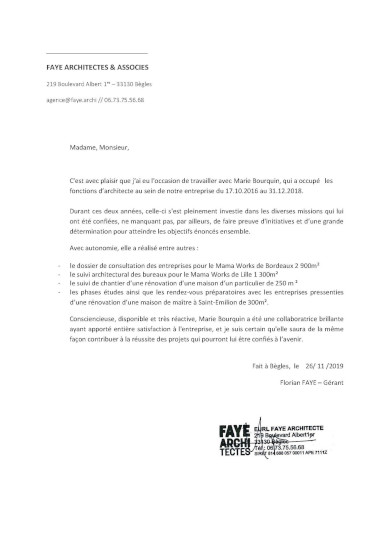 FAYE ARCHITECTES & ASSOCIES
219 Boulevard Albert 1er – 33130 Bègles
agence@faye.archi // 06.73.75.56.68
Madame, Monsieur,
C'est avec plaisir que j'ai eu l'occasion de travailler avec Marie Bourquin, qui a occupé les
fonctions d'architecte au sein de notre entreprise du 17.10.2016 au 31.12.2018.
Durant ces deux années, celle-ci s'est pleinement investie dans les diverses missions qui lui
ont été confiées, ne manquant pas, par ailleurs, de faire preuve d'initiatives et d'une grande
détermination pour atteindre les objectifs énoncés ensemble.
Avec autonomie, elle a réalisé entre autres :
- le dossier de consultation des entreprises pour le Mama Works de Bordeaux 2 900m²
- le suivi architectural des bureaux pour le Mama Works de Lille 1 300m²
- le suivi de chantier d'une rénovation d'une maison d'un particulier de 250 m²
- les phases études ainsi que les rendez-vous préparatoires avec les entreprises pressenties
d'une rénovation d'une maison de maître à Saint-Emilion de 300m².
Consciencieuse, disponible et très réactive, Marie Bourquin a été une collaboratrice brillante
ayant apporté entière satisfaction à l'entreprise, et je suis certain qu'elle saura de la même
façon contribuer à la réussite des projets qui pourront lui être confiés à l'avenir.
Fait à Bègles, le 26/ 11 /2019
Florian FAYE – Gérant
FAYE
ARCHI
TECTES
EURL FAYE ARCHITECTE
219 Boulevard Albert 1er
33130 Bègles
Tél.: 06.73.75.56.68